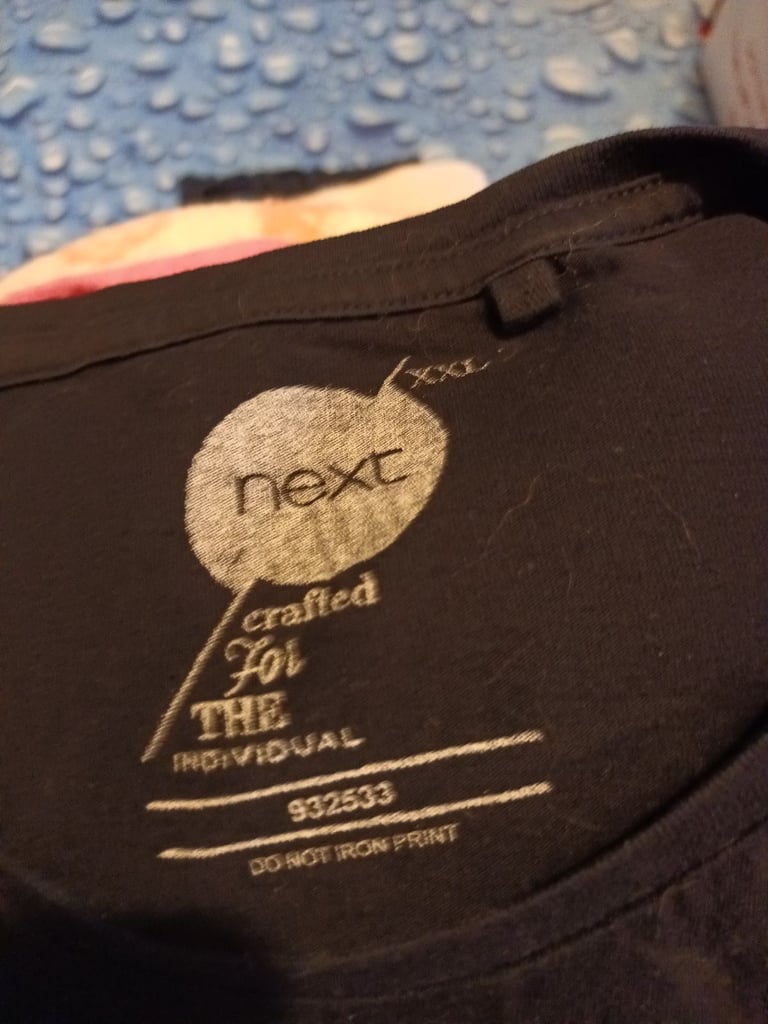 XXL
next
crafted
For
THE
INDIVIDUAL
932533
DO NOT IRON PRINT